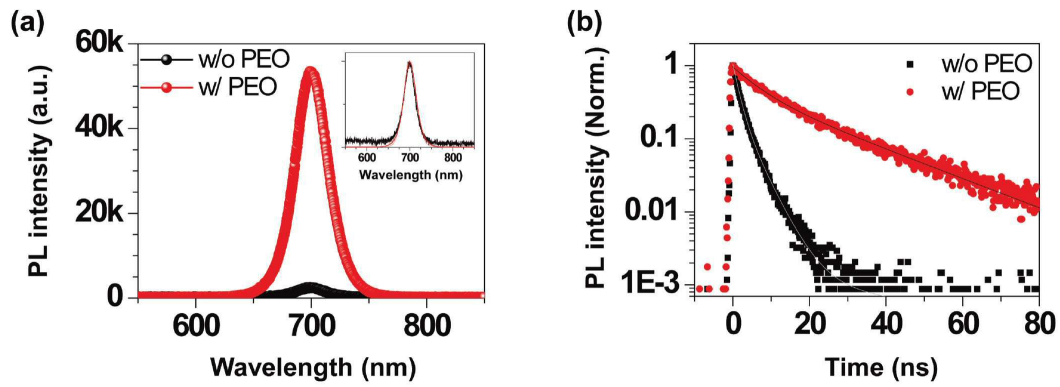 (a)
60k
40k
20k
0
PL intensity (a.u.)
w/o PEO
w/ PEO
600
700
800
Wavelength (nm)
600
700
800
Wavelength (nm)
(b)
1
0.1
0.01
1E-3
PL intensity (Norm.)
w/o PEO
w/ PEO
0
20
40
60
80
Time (ns)